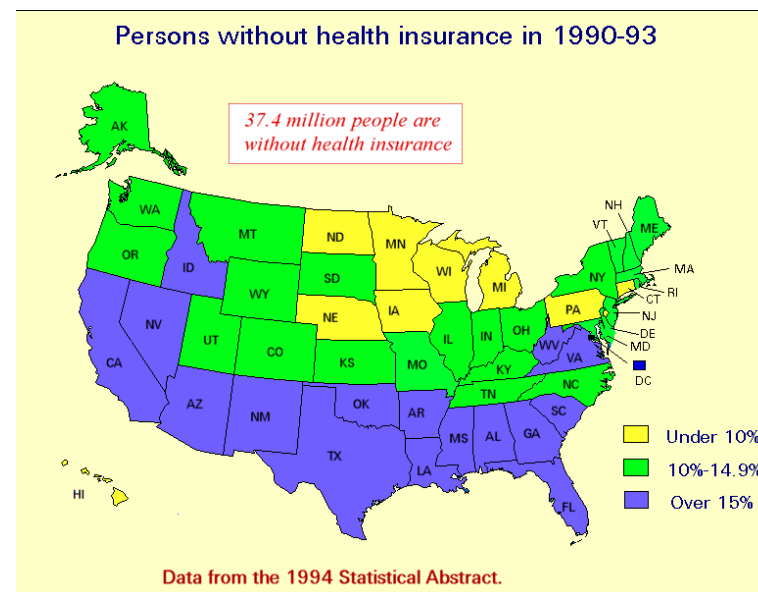 Persons without health insurance in 1990-93
37.4 million people are
without health insurance
AK
NH
VT
ME
WA
MT
ND
MN
OR
ID
WI
MA
SD
NY
WY
MI
RI
CT
IA
PA
NJ
NE
NV
OH
DE
IL
IN
UT
MD
CO
WV
VA
CA
KS
MO
KY
DC
NC
TN
AZ
OK
AR
SC
NM
MS
AL
GA
Under 10%
TX
LA
10%-14.9%
HI
Over 15%
FL
Data from the 1994 Statistical Abstract.